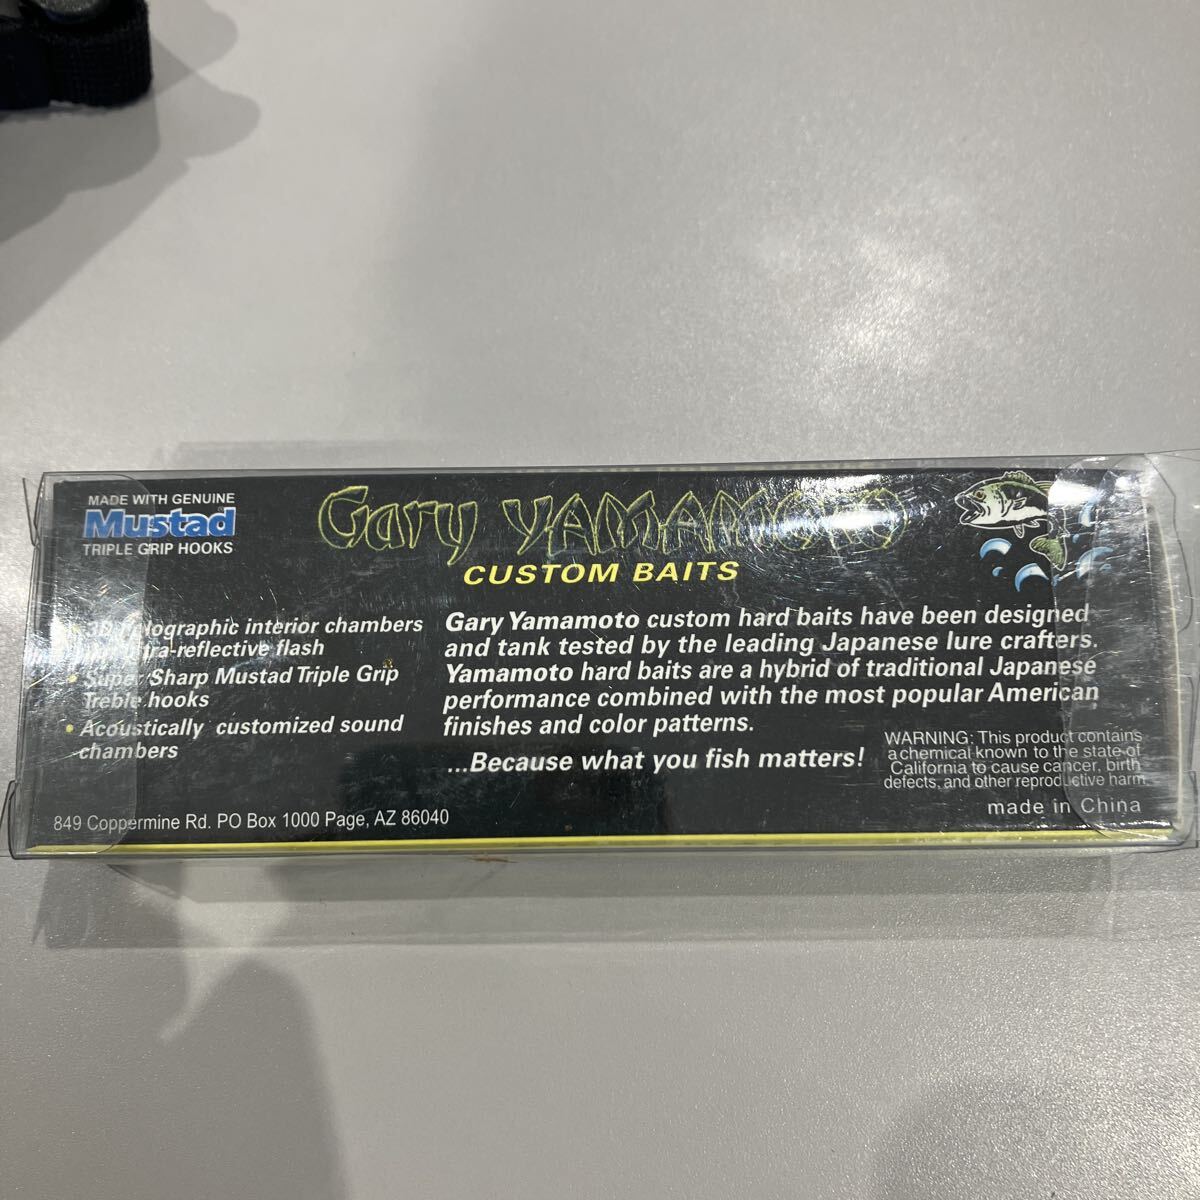 MADE WITH GENUINE
Mustad
TRIPLE GRIP HOOKS
Gary YAMAMOTO
CUSTOM BAITS
• 3D holographic interior chambers
ultra-reflective flash
• Super Sharp Mustad Triple Grip
Treble hooks
• Acoustically customized sound
chambers
Gary Yamamoto custom hard baits have been designed
and tank tested by the leading Japanese lure crafters.
Yamamoto hard baits are a hybrid of traditional Japanese
performance combined with the most popular American
finishes and color patterns.
...Because what you fish matters!
WARNING: This product contains
a chemical known to the state of
California to cause cancer, birth
defects, and other reproductive harm
made in China
849 Coppermine Rd. PO Box 1000 Page, AZ 86040